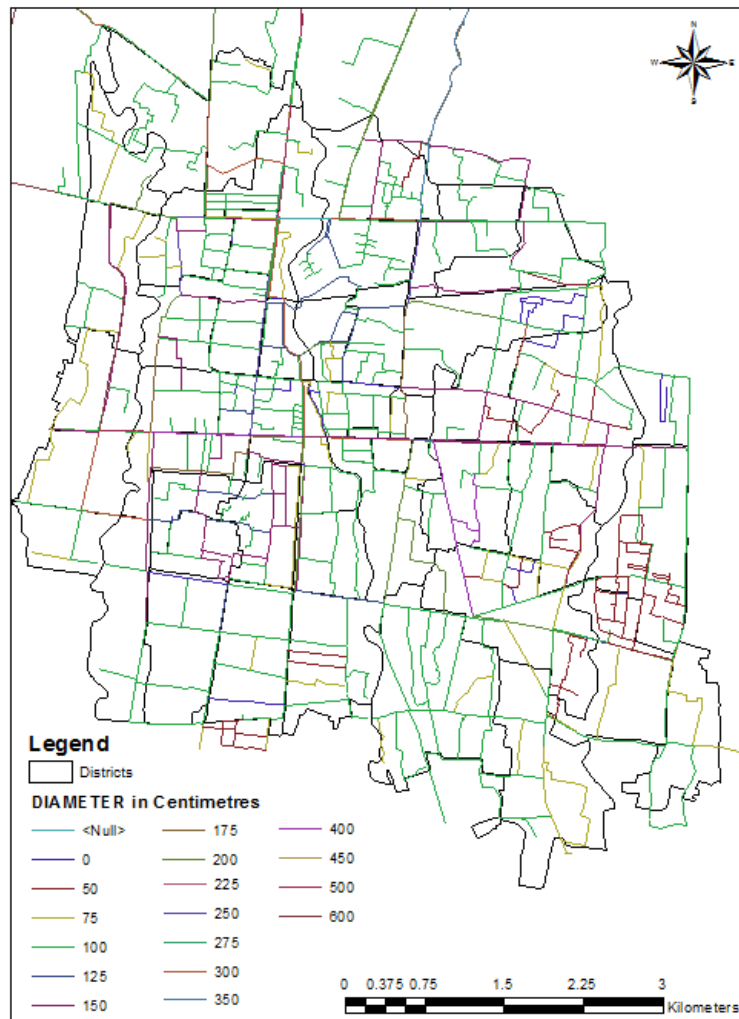 N
W E
S
Legend
Districts
DIAMETER in Centimetres
<Null> 175 400
0 200 450
50 225 500
75 250 600
100 275
125 300
150 350
0 0.375 0.75 1.5 2.25 3
Kilometers